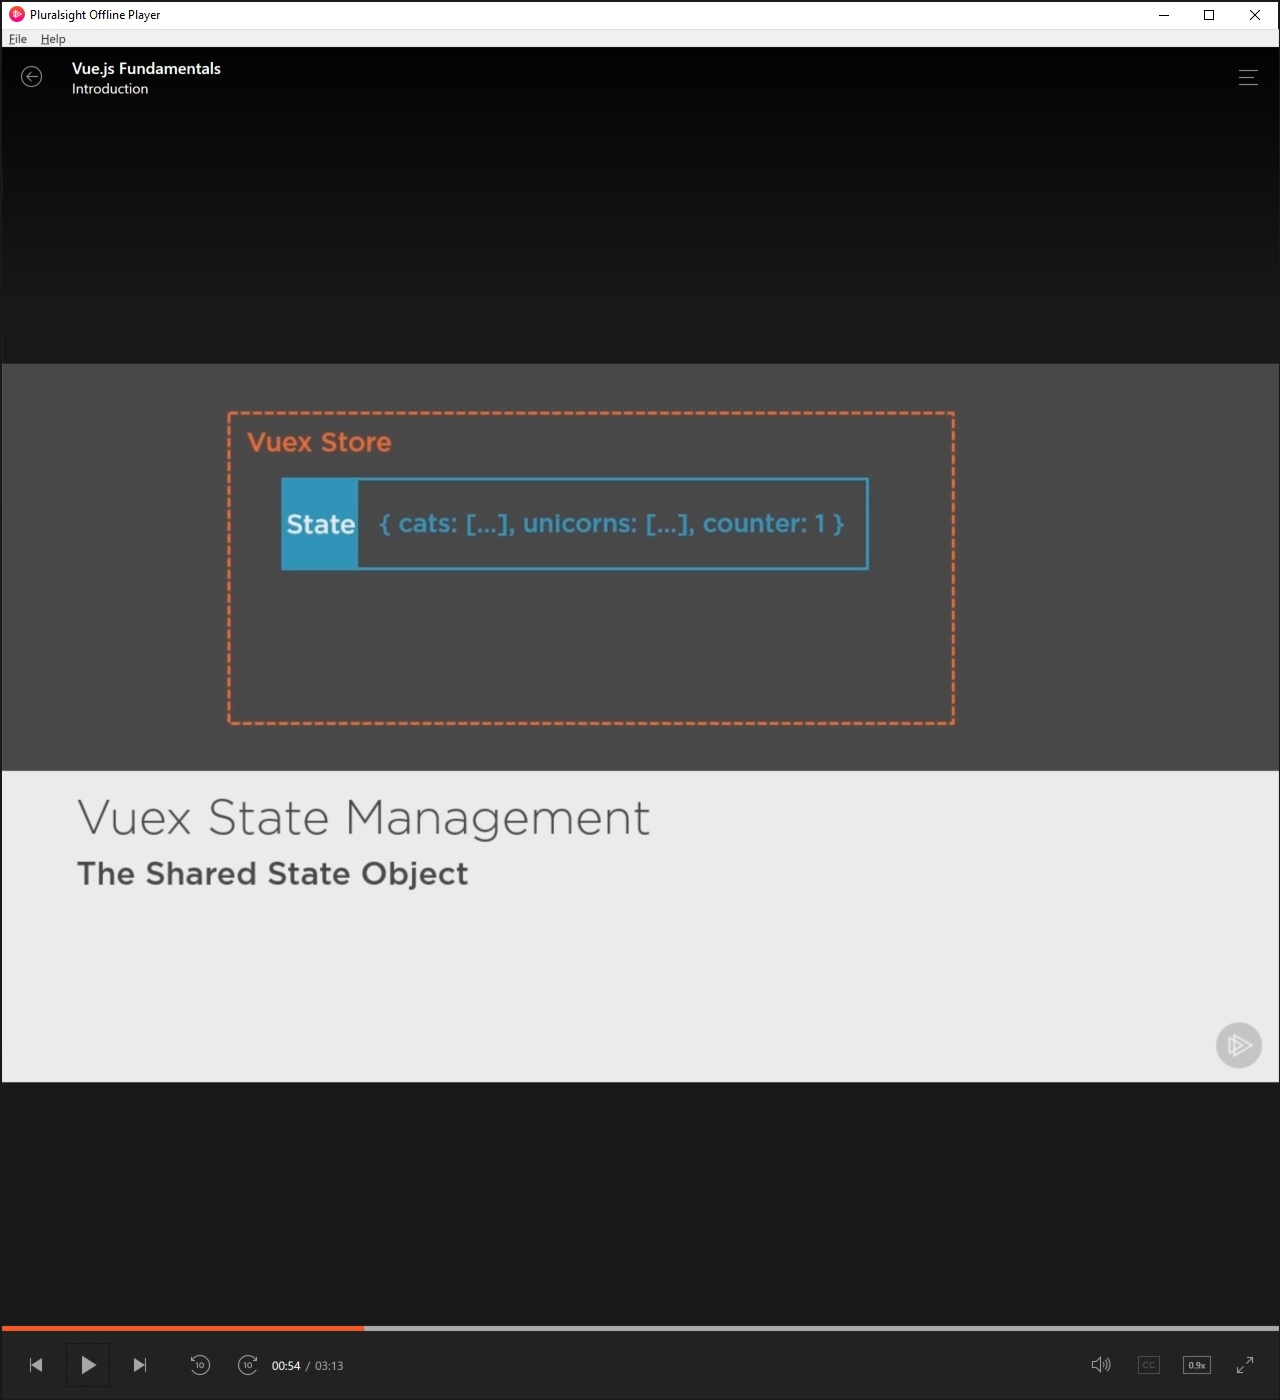 Pluralsight Offline Player
File Help
Vue.js Fundamentals
Introduction
Vuex Store
State { cats: [...], unicorns: [...], counter: 1 }
Vuex State Management
The Shared State Object
10 10 00:54 / 03:13 CC 0.9x